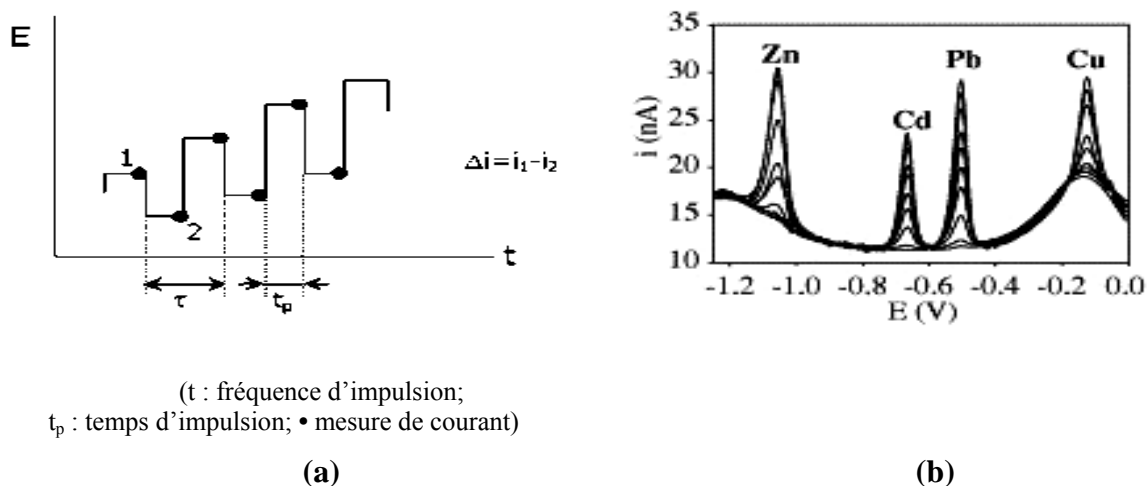 E
1
2
Δi=i₁-i₂
t
τ
tₚ
(t : fréquence d’impulsion;
tₚ : temps d’impulsion; • mesure de courant)
(a)
35
30
25
20
15
10
i (nA)
Zn
Cd
Pb
Cu
-1.2 -1.0 -0.8 -0.6 -0.4 -0.2 0.0
E (V)
(b)